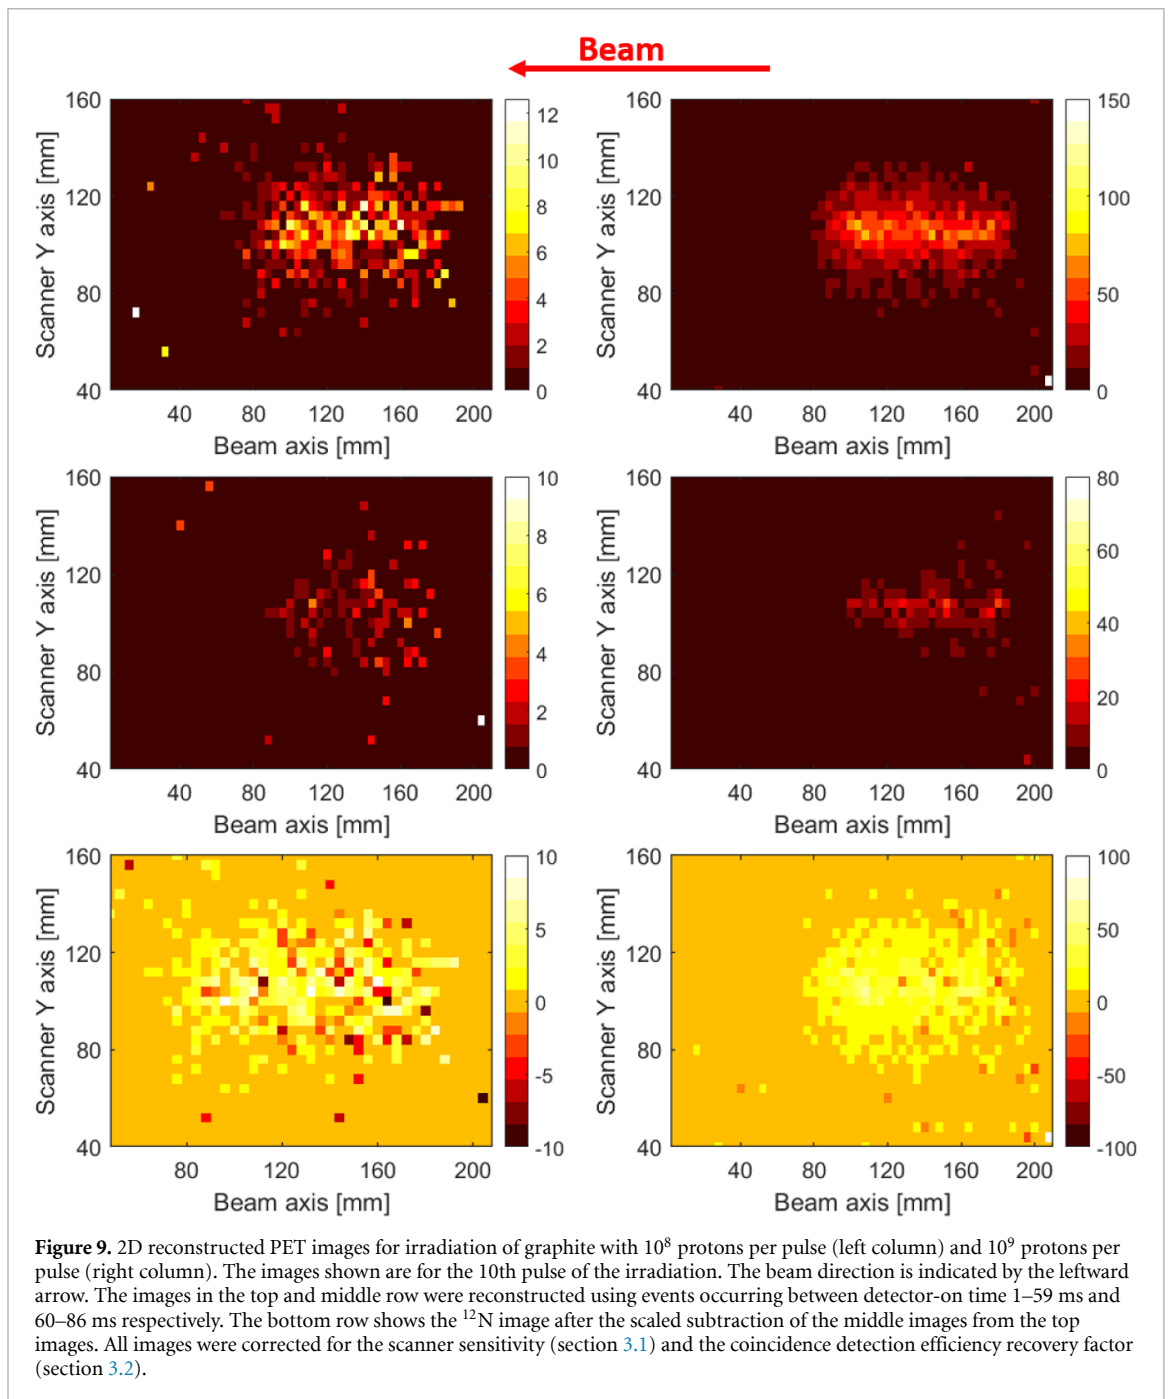 Beam
160
120
80
40
Scanner Y axis [mm]
40 80 120 160 200
Beam axis [mm]
12
10
8
6
4
2
0
160
120
80
40
Scanner Y axis [mm]
40 80 120 160 200
Beam axis [mm]
150
100
50
0
160
120
80
40
Scanner Y axis [mm]
40 80 120 160 200
Beam axis [mm]
10
8
6
4
2
0
160
120
80
40
Scanner Y axis [mm]
40 80 120 160 200
Beam axis [mm]
80
60
40
20
0
160
120
80
40
Scanner Y axis [mm]
80 120 160 200
Beam axis [mm]
10
5
0
-5
-10
160
120
80
40
Scanner Y axis [mm]
40 80 120 160 200
Beam axis [mm]
100
50
0
-50
-100
Figure 9. 2D reconstructed PET images for irradiation of graphite with 10⁸ protons per pulse (left column) and 10⁹ protons per
pulse (right column). The images shown are for the 10th pulse of the irradiation. The beam direction is indicated by the leftward
arrow. The images in the top and middle row were reconstructed using events occurring between detector-on time 1–59 ms and
60–86 ms respectively. The bottom row shows the ¹²N image after the scaled subtraction of the middle images from the top
images. All images were corrected for the scanner sensitivity (section 3.1) and the coincidence detection efficiency recovery factor
(section 3.2).